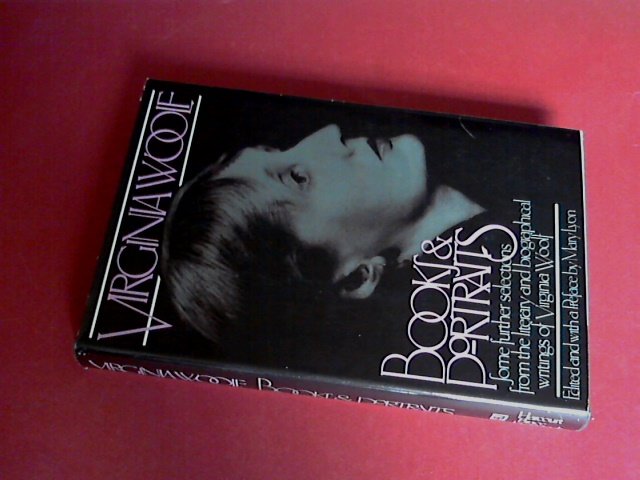 VIRGINIA WOOLF
BOOKS &
PORTRAITS
Some further selections
from the literary and biographical
writings of Virginia Woolf
Edited and with a Preface by Mary Lyon
VIRGINIA WOOLF BOOKS & PORTRAITS